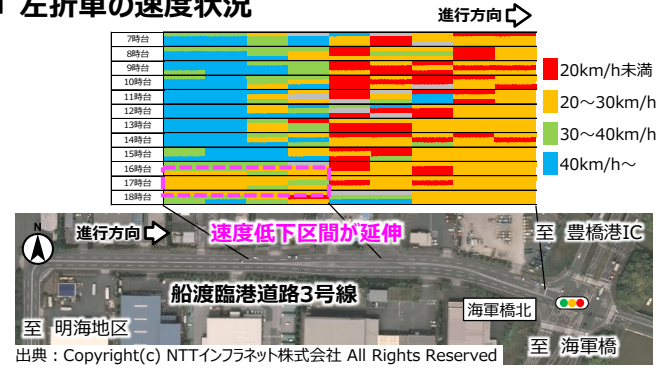 左折車の速度状況
進行方向
7時台
8時台
9時台
10時台
11時台
12時台
13時台
14時台
15時台
16時台
17時台
18時台
20km/h未満
20～30km/h
30～40km/h
40km/h～
N
進行方向
速度低下区間が延伸
至 豊橋港IC
船渡臨港道路3号線
海軍橋北
至 明海地区
至 海軍橋
出典：Copyright(c) NTTインフラネット株式会社 All Rights Reserved